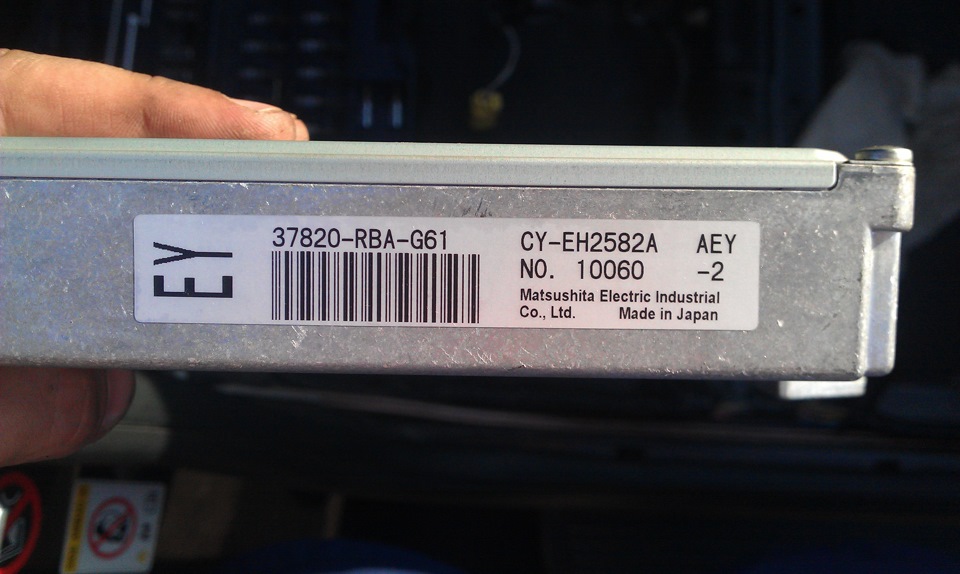 EY
37820-RBA-G61
CY-EH2582A AEY
NO. 10060 -2
Matsushita Electric Industrial
Co., Ltd. Made in Japan